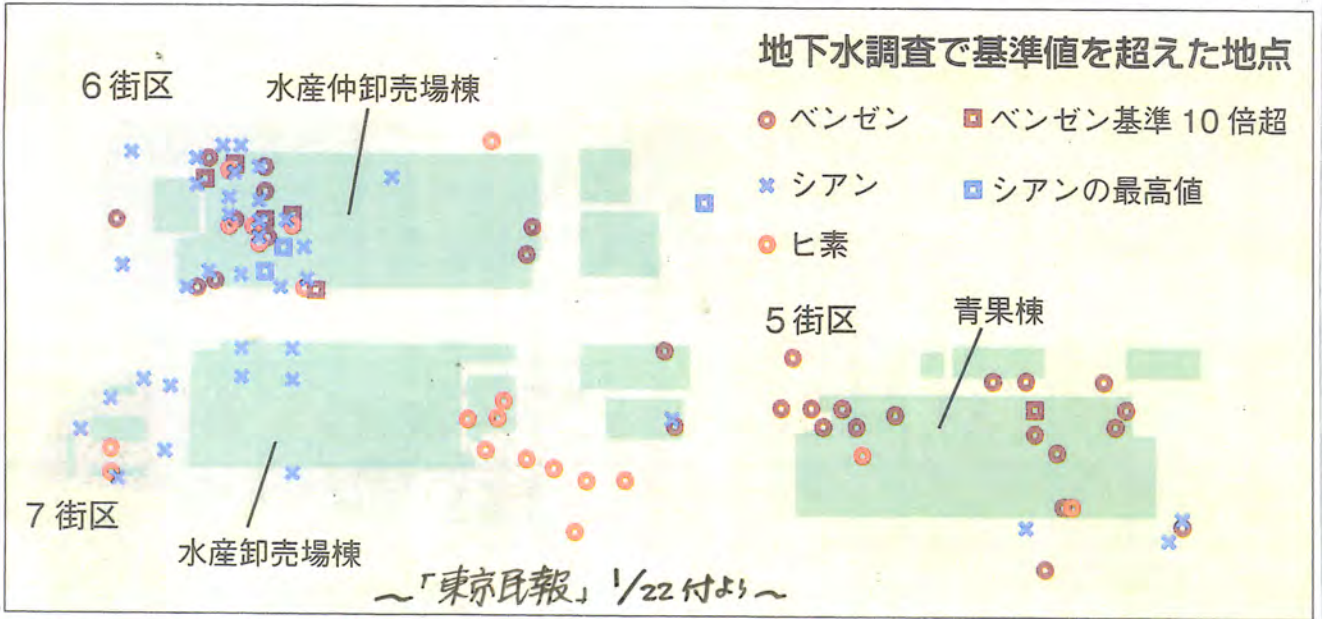 地下水調査で基準値を超えた地点
ベンゼン
ベンゼン基準10倍超
シアン
シアンの最高値
ヒ素
6街区
水産仲卸売場棟
5街区
青果棟
7街区
水産卸売場棟
〜「東京民報」1/22付より〜